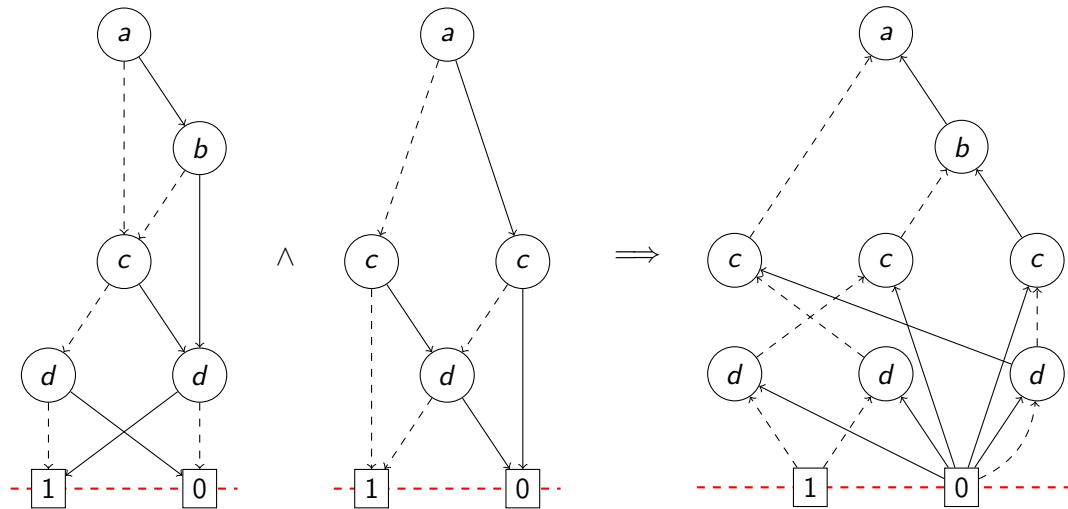 a a a
b b
c ∧ c c ⟹ c c c
d d d d d d
1 0 1 0 1 0